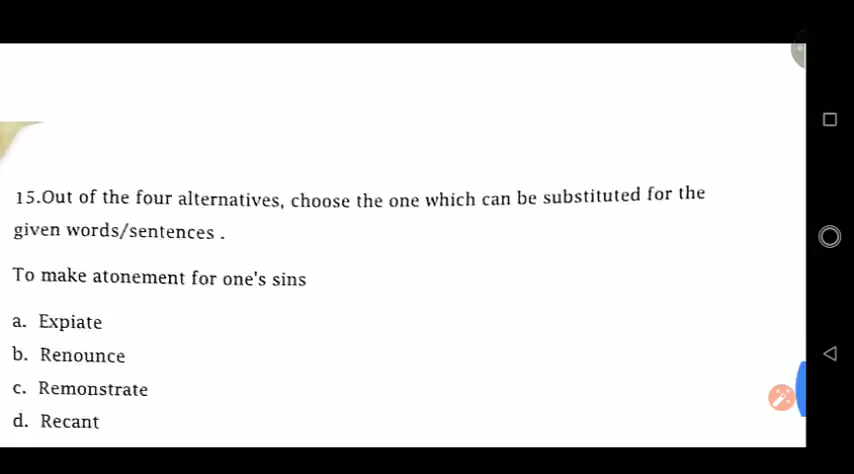 15.Out of the four alternatives, choose the one which can be substituted for the
given words/sentences .
To make atonement for one's sins
a. Expiate
b. Renounce
c. Remonstrate
d. Recant